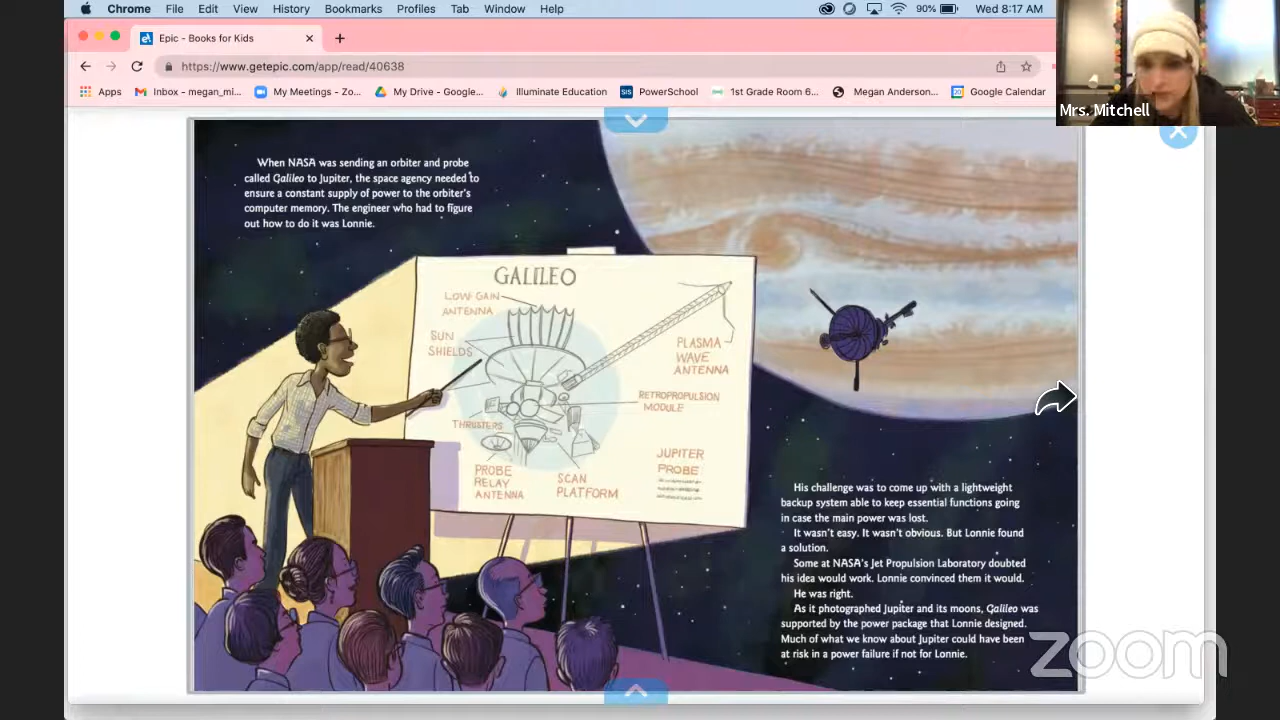 Chrome File Edit View History Bookmarks Profiles Tab Window Help
90% Wed 8:17 AM
Epic - Books for Kids
https://www.getepic.com/app/read/40638
Apps Inbox - megan_mi... My Meetings - Zo... My Drive - Google... Illuminate Education SIS PowerSchool 1st Grade Room 6... Megan Anderson... 20 Google Calendar
Mrs. Mitchell
When NASA was sending an orbiter and probe
called Galileo to Jupiter, the space agency needed to
ensure a constant supply of power to the orbiter's
computer memory. The engineer who had to figure
out how to do it was Lonnie.
GALILEO
LOW-GAIN
ANTENNA
SUN
SHIELDS
PLASMA
WAVE
ANTENNA
RETROPROPULSION
MODULE
THRUSTERS
PROBE
RELAY
ANTENNA
SCAN
PLATFORM
JUPITER
PROBE
His challenge was to come up with a lightweight
backup system able to keep essential functions going
in case the main power was lost.
It wasn't easy. It wasn't obvious. But Lonnie found
a solution.
Some at NASA's Jet Propulsion Laboratory doubted
his idea would work. Lonnie convinced them it would.
He was right.
As it photographed Jupiter and its moons, Galileo was
supported by the power package that Lonnie designed.
Much of what we know about Jupiter could have been
at risk in a power failure if not for Lonnie.
zoom